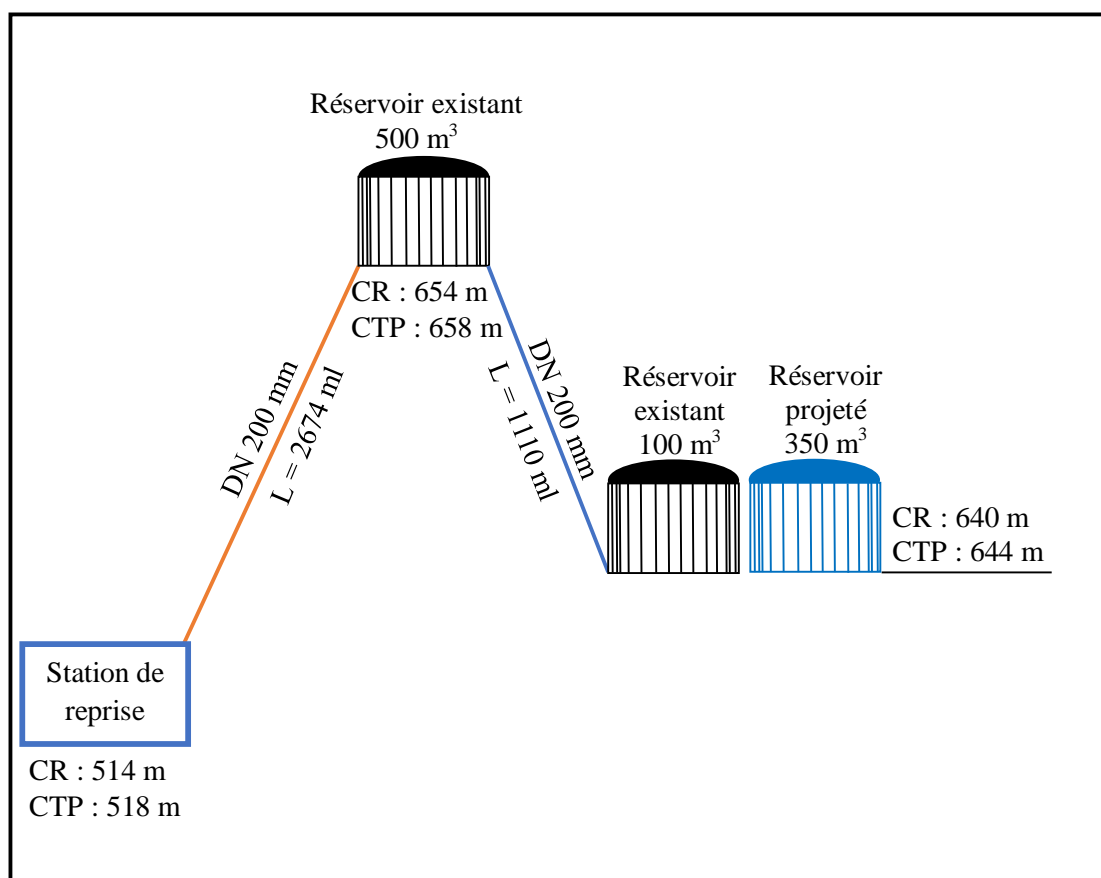 Réservoir existant
500 m³
CR : 654 m
CTP : 658 m
DN 200 mm
L = 2674 ml
DN 200 mm
L = 1110 ml
Réservoir
existant
100 m³
Réservoir
projeté
350 m³
CR : 640 m
CTP : 644 m
Station de
reprise
CR : 514 m
CTP : 518 m